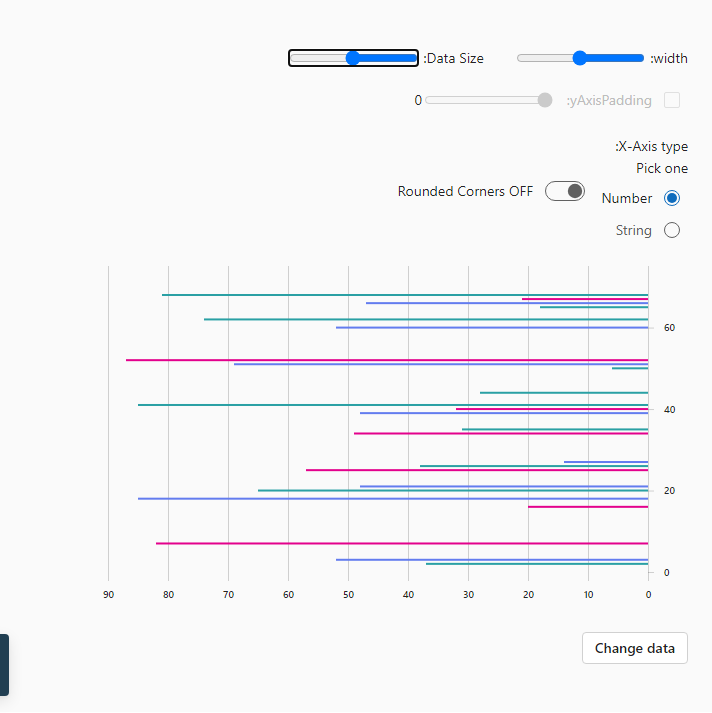 width:
Data Size:
yAxisPadding:
0
X-Axis type:
Pick one
Number
String
Rounded Corners OFF
60
40
20
0
90 80 70 60 50 40 30 20 10 0
Change data